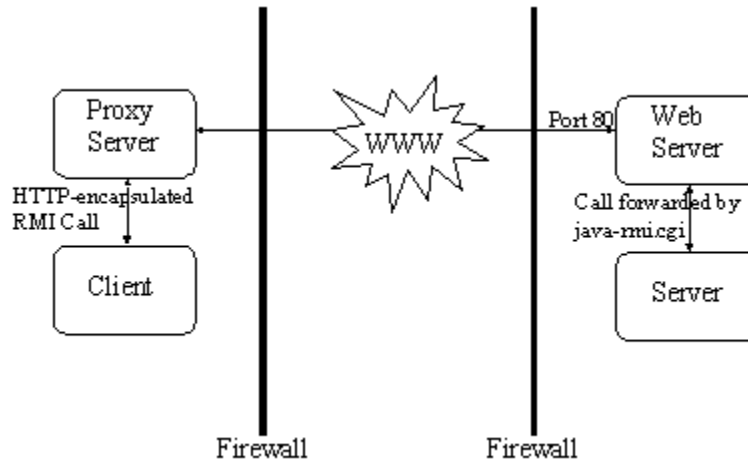 Proxy
Server
WWW
Port 80
Web
Server
HTTP-encapsulated
RMI Call
Call forwarded by
java-rmi.cgi
Client
Server
Firewall
Firewall